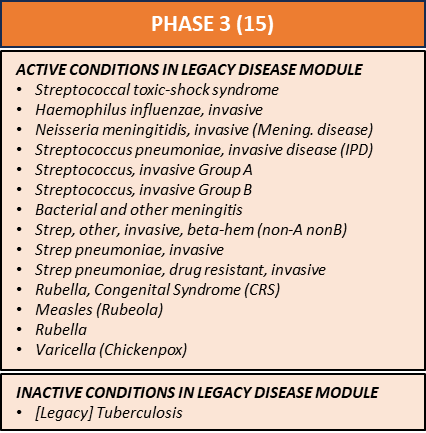 PHASE 3 (15)
ACTIVE CONDITIONS IN LEGACY DISEASE MODULE
• Streptococcal toxic-shock syndrome
• Haemophilus influenzae, invasive
• Neisseria meningitidis, invasive (Mening. disease)
• Streptococcus pneumoniae, invasive disease (IPD)
• Streptococcus, invasive Group A
• Streptococcus, invasive Group B
• Bacterial and other meningitis
• Strep, other, invasive, beta-hem (non-A nonB)
• Strep pneumoniae, invasive
• Strep pneumoniae, drug resistant, invasive
• Rubella, Congenital Syndrome (CRS)
• Measles (Rubeola)
• Rubella
• Varicella (Chickenpox)
INACTIVE CONDITIONS IN LEGACY DISEASE MODULE
• [Legacy] Tuberculosis